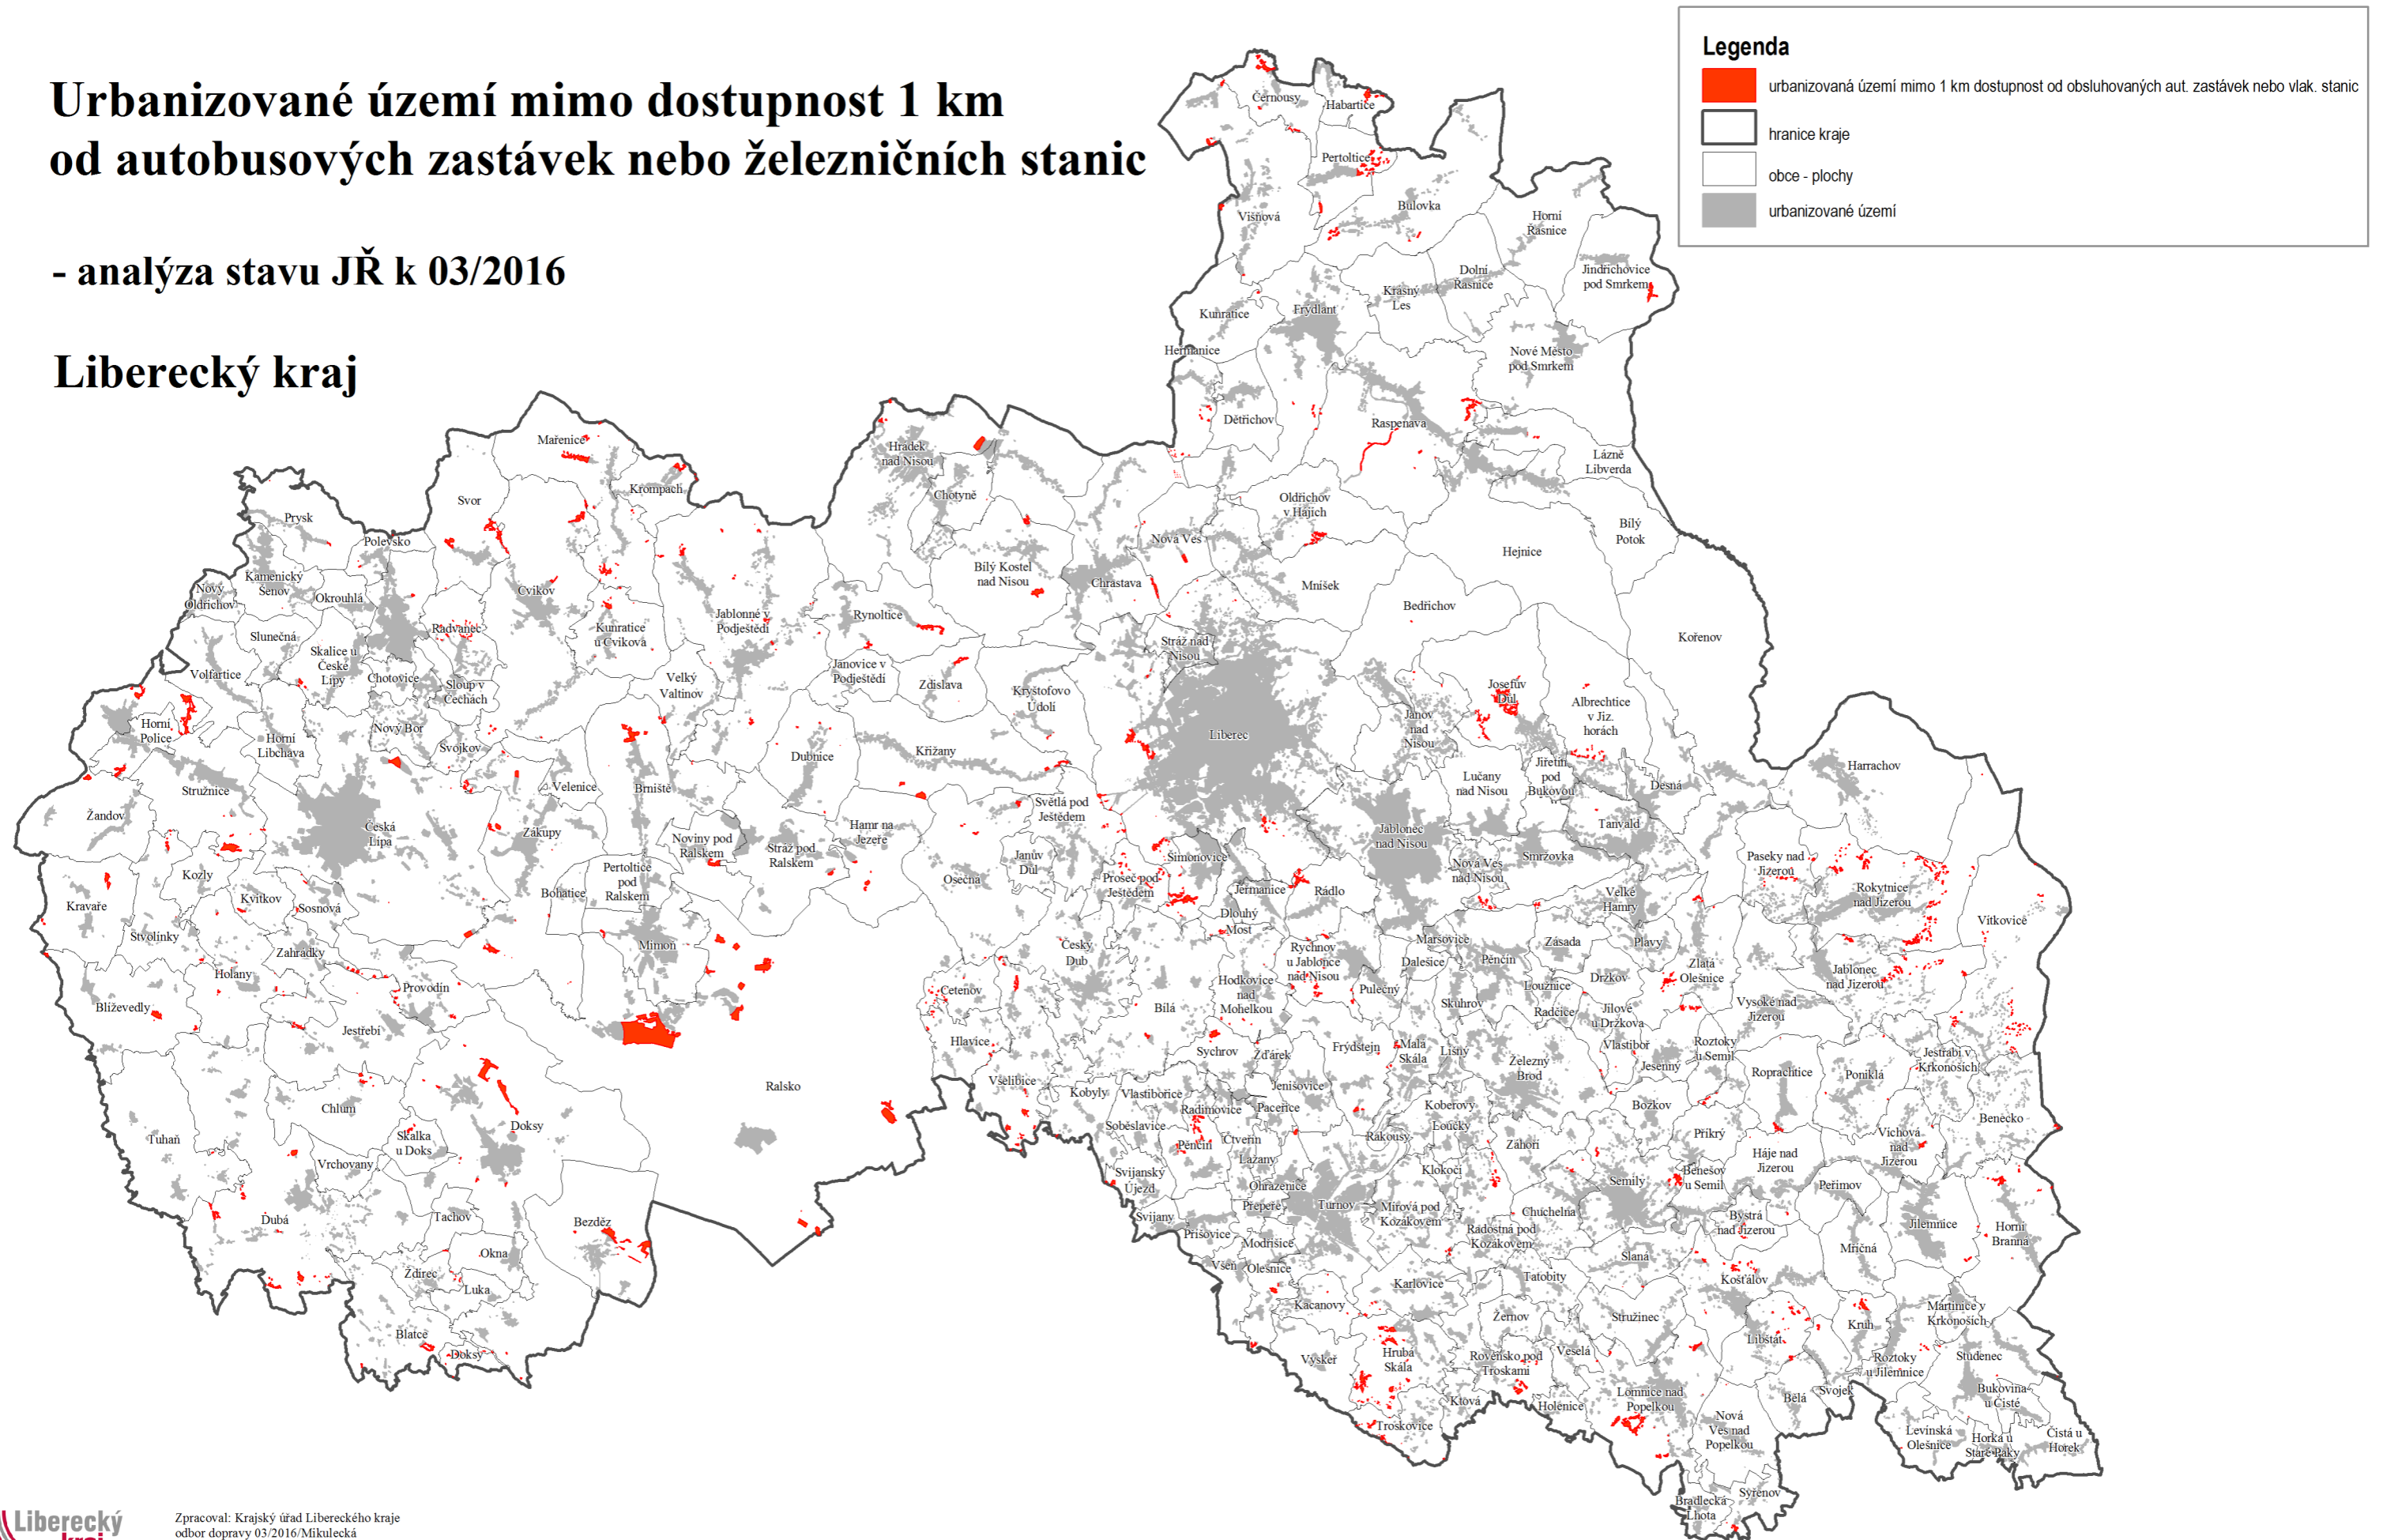 Urbanizované území mimo dostupnost 1 km
od autobusových zastávek nebo železničních stanic
- analýza stavu JŘ k 03/2016
Liberecký kraj
Legenda
urbanizovaná území mimo 1 km dostupnost od obsluhovaných aut. zastávek nebo vlak. stanic
hranice kraje
obce - plochy
urbanizované území
Černousy
Habartice
Pertoltice
Višňová
Bulovka
Horní
Řasnice
Jindřichovice
pod Smrkem
Dolní
Řasnice
Krásný
Les
Kunratice
Frýdlant
Heřmanice
Nové Město
pod Smrkem
Dětřichov
Raspenava
Lázně
Libverda
Mařenice
Hrádek
nad Nisou
Krompach
Chotyně
Svor
Oldřichov
v Hájích
Prysk
Bílý
Potok
Polevsko
Nová Ves
Hejnice
Bílý Kostel
nad Nisou
Kamenický
Šenov
Chrastava
Mníšek
Nový
Oldřichov
Okrouhlá
Cvikov
Bedřichov
Jablonné v
Podještědí
Rynoltice
Radvanec
Kunratice
u Cvikova
Slunečná
Kořenov
Stráž nad
Nisou
Skalice u
České
Lípy
Volfartice
Chotovice
Sloup v
Čechách
Velký
Valtinov
Janovice v
Podještědí
Zdislava
Kryštofovo
Údolí
Josefův
Důl
Albrechtice
v Jiz.
horách
Horní
Police
Horní
Libchava
Nový Bor
Svojkov
Janov
nad
Nisou
Liberec
Dubnice
Křižany
Harrachov
Jiřetín
pod
Bukovou
Lučany
nad Nisou
Desná
Stružnice
Velenice
Brniště
Žandov
Světlá pod
Ještědem
Česká
Lípa
Zákupy
Noviny pod
Ralskem
Stráž pod
Ralskem
Hamr na
Jezeře
Jablonec
nad Nisou
Tanvald
Šimonovice
Smržovka
Nová Ves
nad Nisou
Paseky nad
Jizerou
Janův
Důl
Osečná
Kozly
Bohatice
Pertoltice
pod
Ralskem
Proseč pod
Ještědem
Jeřmanice
Rádlo
Velké
Hamry
Rokytnice
nad Jizerou
Kravaře
Kvítkov
Sosnová
Dlouhý
Most
Vítkovice
Stvolínky
Mimoň
Zahrádky
Český
Dub
Rychnov
u Jablonce
nad Nisou
Maršovice
Dalešice
Pěnčín
Zásada
Plavy
Holany
Provodín
Zlatá
Olešnice
Jablonec
nad Jizerou
Držkov
Loužnice
Hodkovice
nad
Mohelkou
Pulečný
Cetenov
Skuhrov
Blíževedly
Bílá
Radčice
Jílové
u Držkova
Vysoké nad
Jizerou
Jestřebí
Hlavice
Sychrov
Žďárek
Frýdštejn
Malá
Skála
Líšný
Vlastiboř
Roztoky
u Semil
Jesenný
Železný
Brod
Jestřabí v
Krkonoších
Roprachtice
Poniklá
Ralsko
Všelibice
Kobyly
Vlastibořice
Jenišovice
Radimovice
Paceřice
Chlum
Koberovy
Bozkov
Benecko
Doksy
Soběslavice
Loučky
Tuhaň
Skalka
u Doks
Pěnčín
Čtveřín
Rakousy
Záhoří
Příkrý
Víchová
nad
Jizerou
Vrchovany
Lažany
Klokočí
Háje nad
Jizerou
Benešov
u Semil
Svijanský
Újezd
Ohrazenice
Semily
Peřimov
Přepeře
Turnov
Mírová pod
Kozákovem
Chuchelna
Dubá
Tachov
Bezděz
Svijany
Příšovice
Modřišice
Radostná pod
Kozákovem
Bystrá
nad Jizerou
Jilemnice
Horní
Branná
Okna
Mříčná
Slaná
Všeň
Olešnice
Ždírec
Luka
Karlovice
Tatobity
Košťálov
Kacanovy
Žernov
Stružinec
Martinice v
Krkonoších
Kruh
Libštát
Blatce
Doksy
Vyskeř
Hrubá
Skála
Rovensko pod
Troskami
Veselá
Roztoky
u Jilemnice
Studenec
Lomnice nad
Popelkou
Bělá
Svojek
Bukovina
u Čisté
Ktová
Holenice
Troskovice
Nová
Ves nad
Popelkou
Levínská
Olešnice
Horka u
Staré Paky
Čistá u
Horek
Syřenov
Bradlecká
Lhota
Liberecký
kraj
Zpracoval: Krajský úřad Libereckého kraje
odbor dopravy 03/2016/Mikulecká